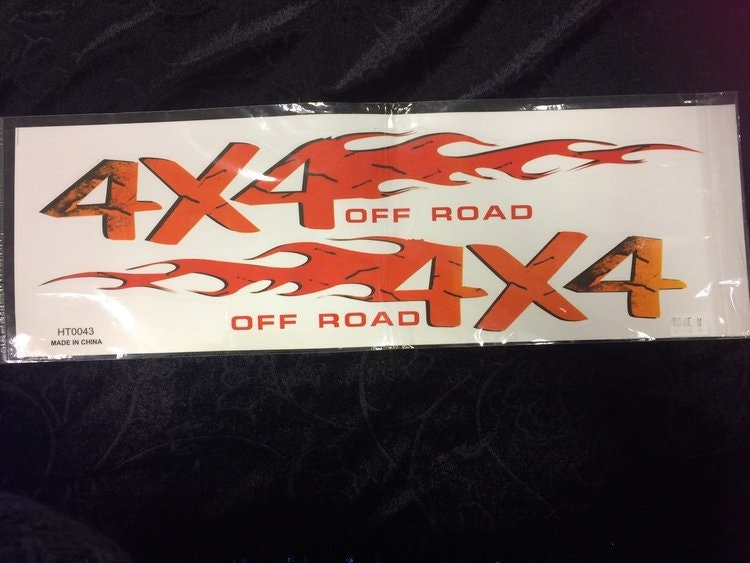 4X4
OFF ROAD
4X4
OFF ROAD
HT0043
MADE IN CHINA